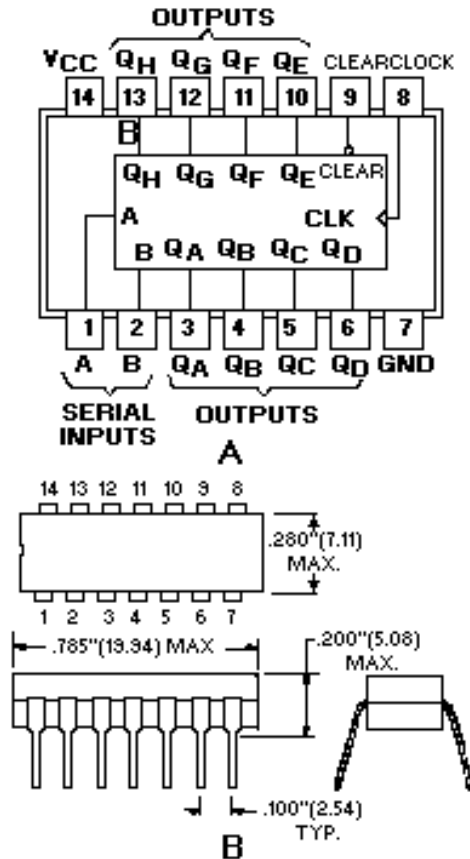 OUTPUTS
VCC QH QG QF QE CLEAR CLOCK
14 13 12 11 10 9 8
B
QH QG QF QE CLEAR
A CLK
B QA QB QC QD
1 2 3 4 5 6 7
A B QA QB QC QD GND
SERIAL INPUTS OUTPUTS
A
14 13 12 11 10 9 8
.280"(7.11)
MAX.
1 2 3 4 5 6 7
.785"(19.94) MAX
.200"(5.08)
MAX.
.100"(2.54)
TYP.
B